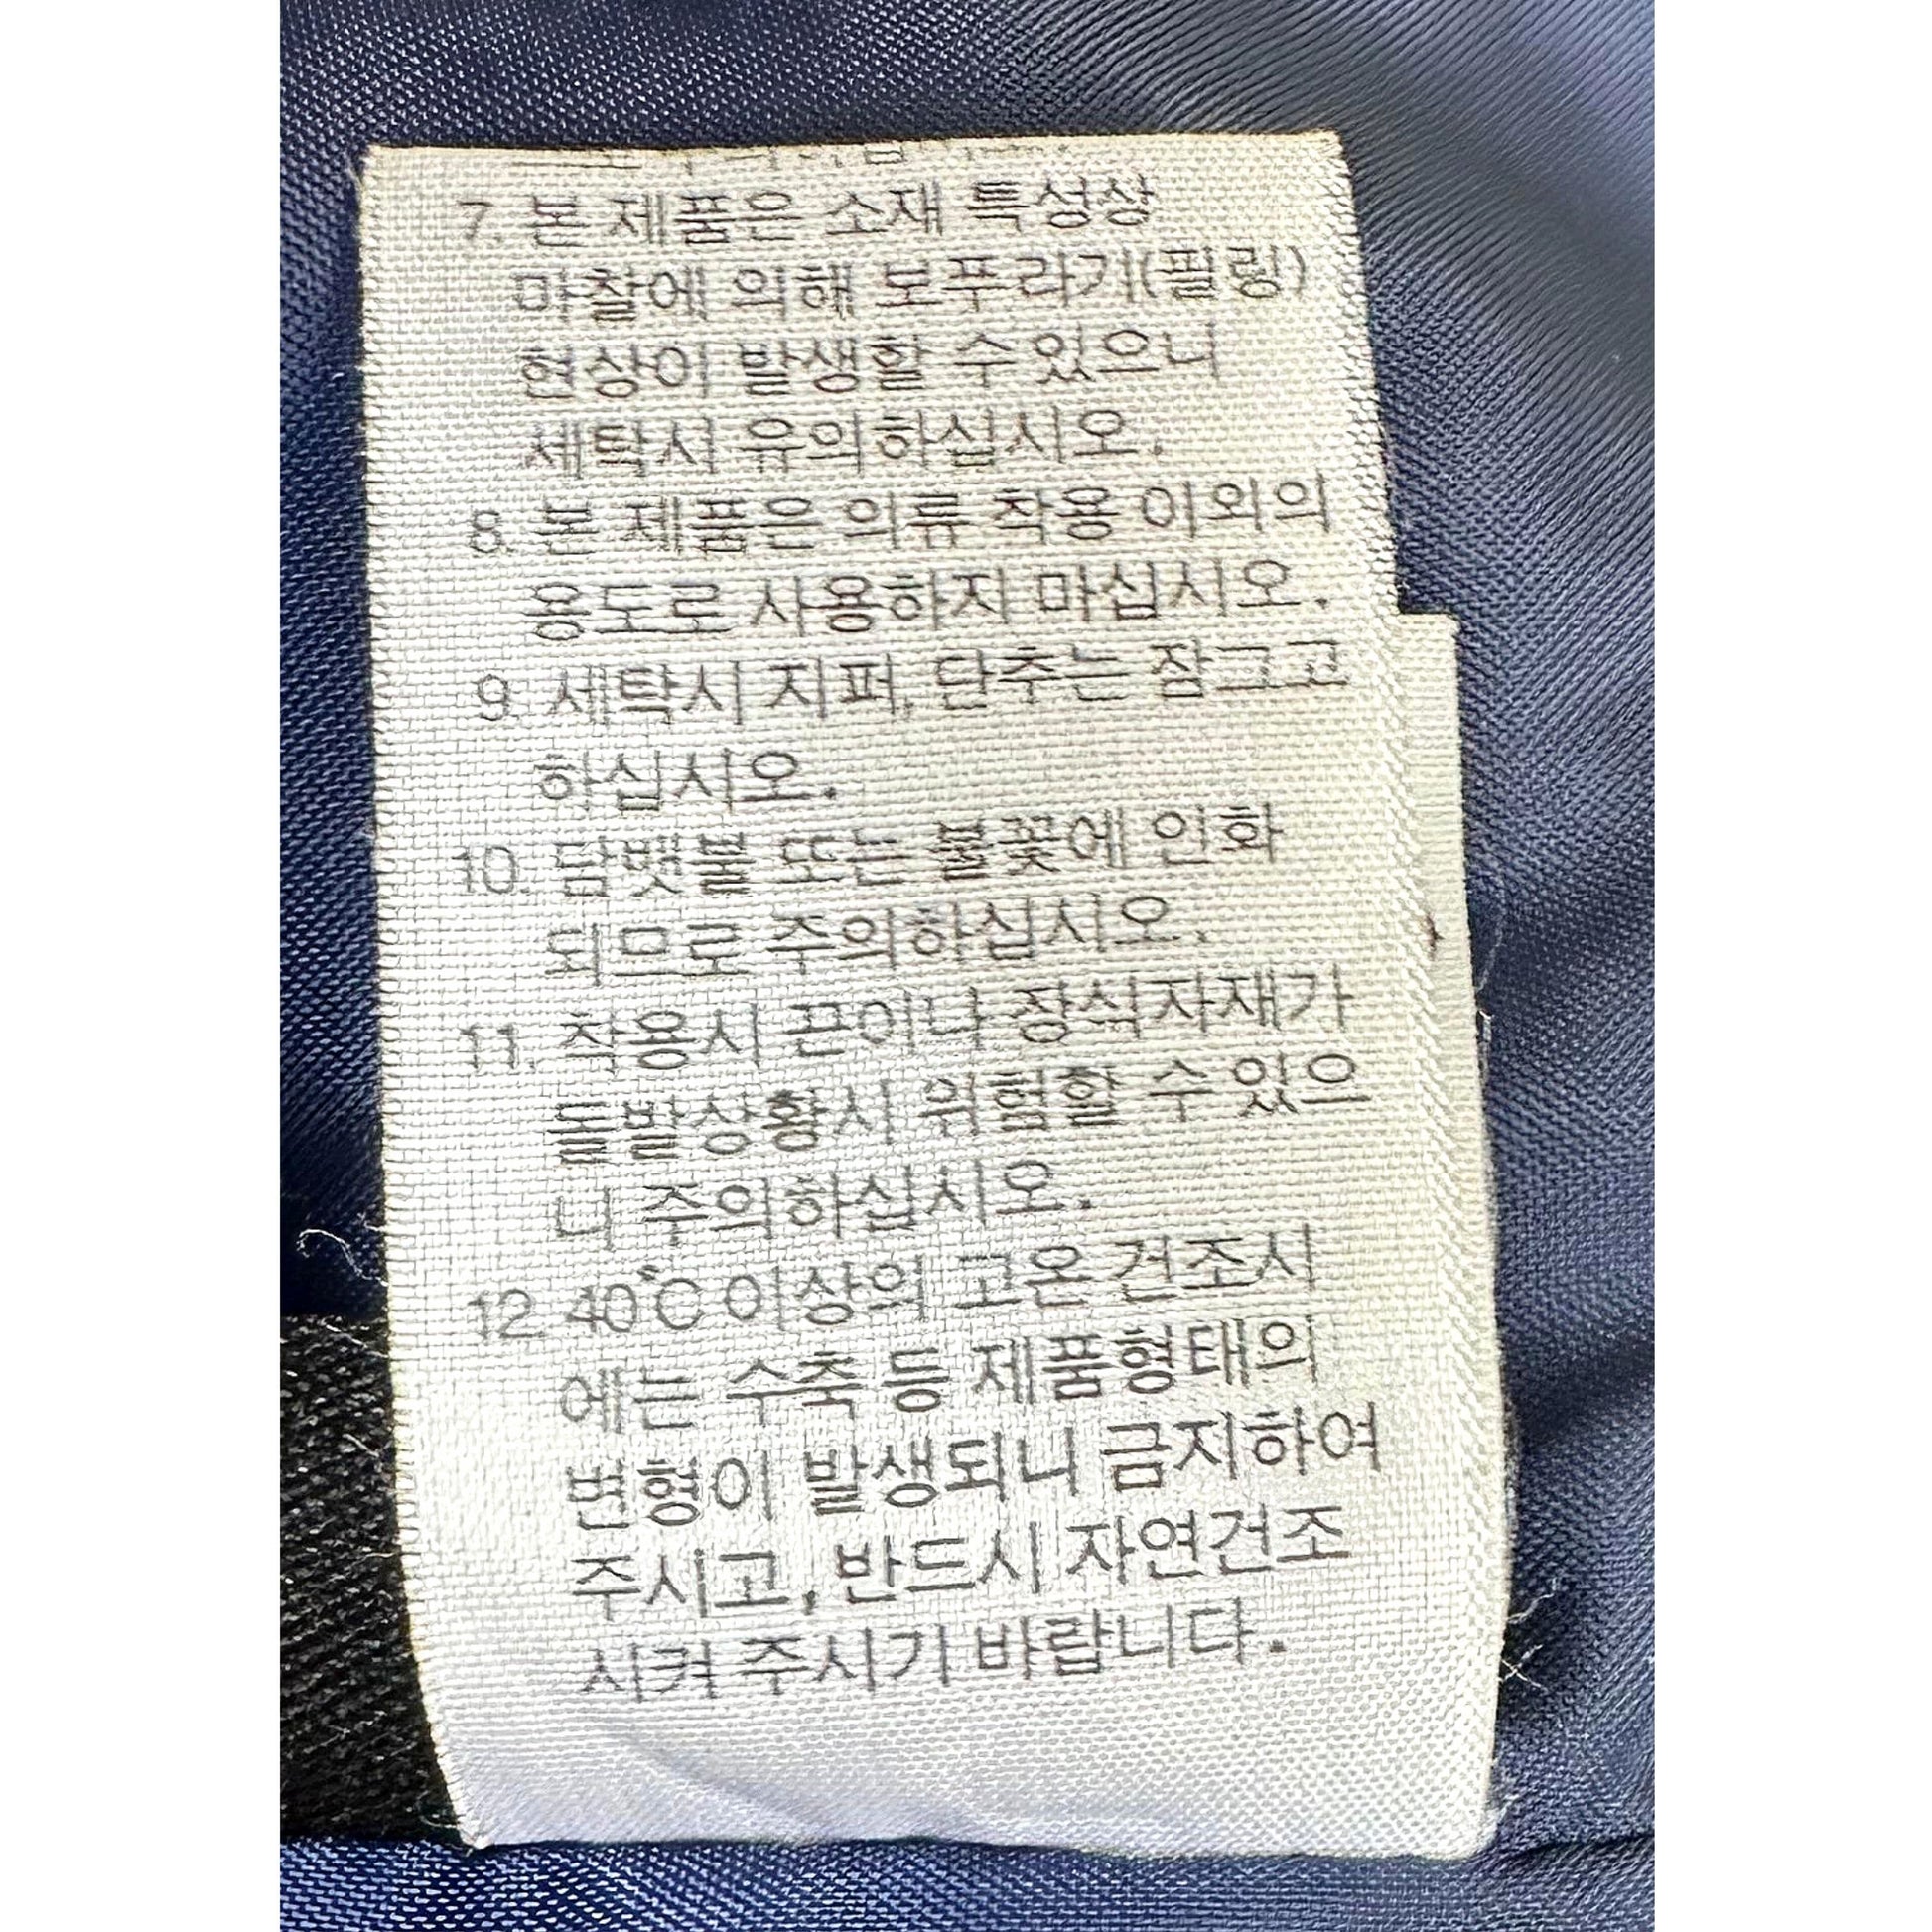 7. 본 제품은 소재 특성상
마찰에 의해 보푸라기(필링)
현상이 발생할 수 있으니
세탁시 유의하십시오.
8. 본 제품은 의류 착용 이외의
용도로 사용하지 마십시오.
9. 세탁시 지퍼, 단추는 잠그고
하십시오.
10. 담뱃불 또는 불꽃에 인화
되므로 주의하십시오.
11. 착용시 끈이나 장식자재가
돌발상황시 위험할 수 있으
니 주의하십시오.
12. 40°C 이상의 고온 건조시
에는 수축 등 제품형태의
변형이 발생되니 금지하여
주시고, 반드시 자연건조
시켜 주시기 바랍니다.